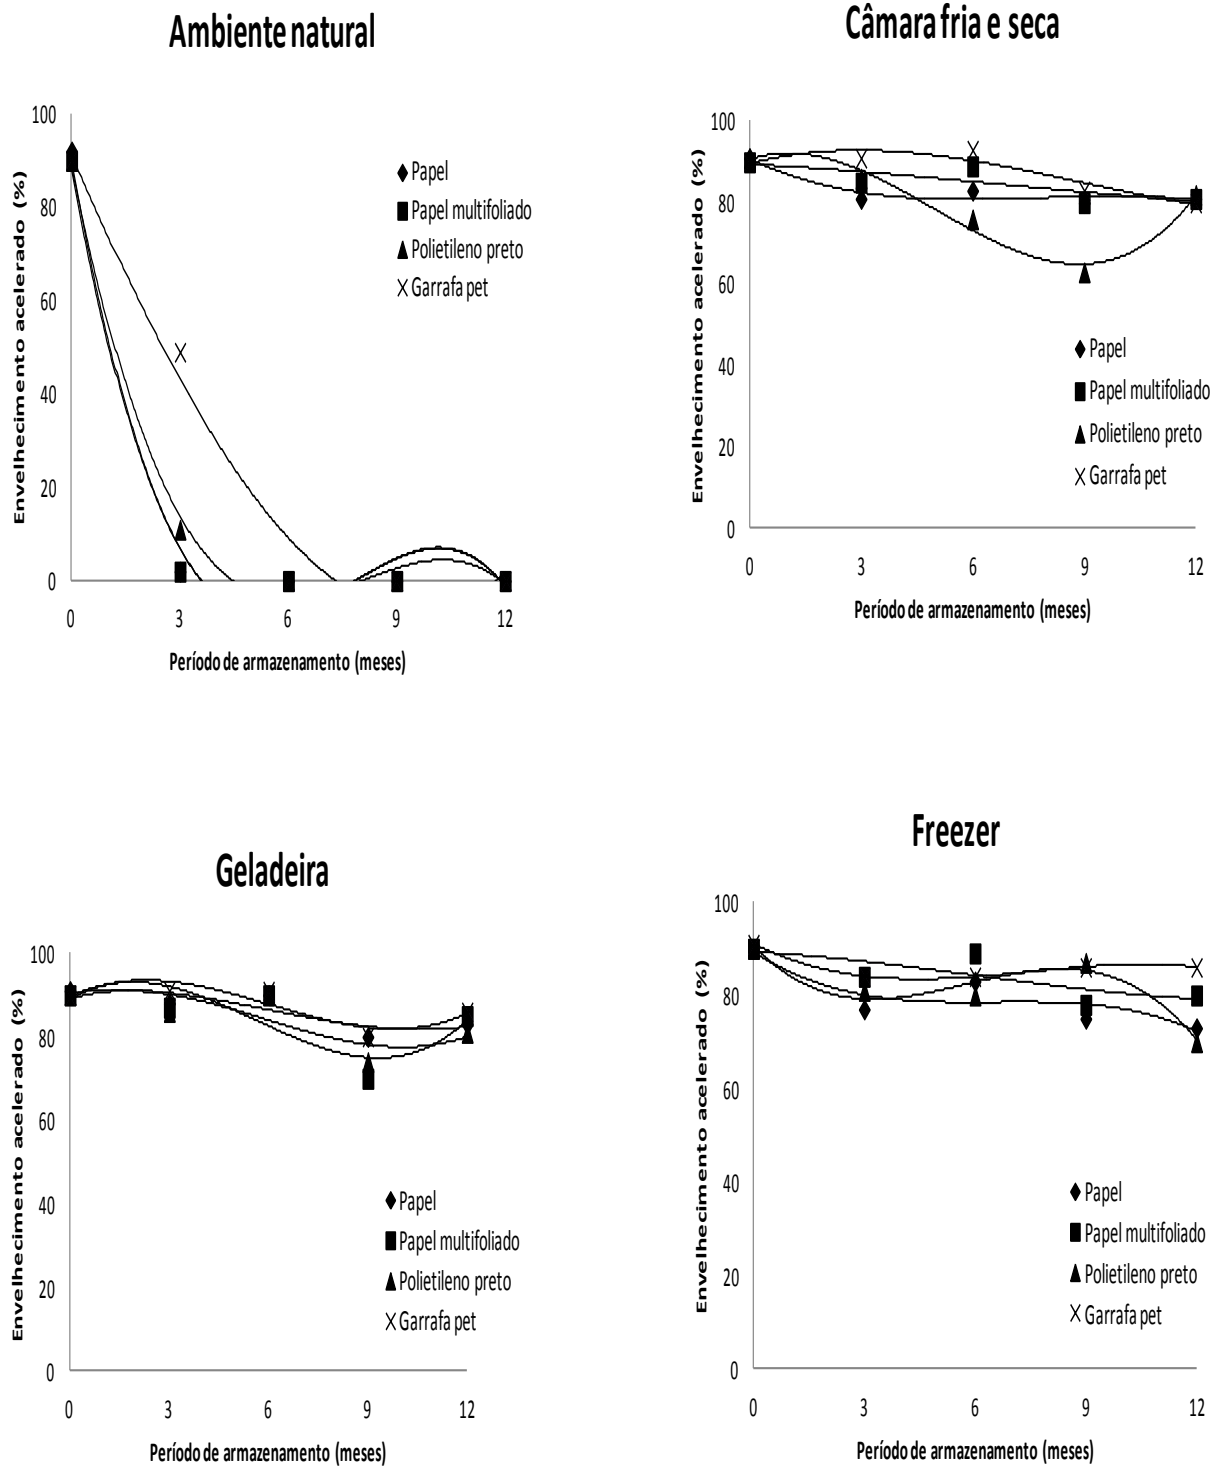 Ambiente natural
Envelhecimento acelerado (%)
100
80
60
40
20
0
0 3 6 9 12
Período de armazenamento (meses)
Papel
Papel multifoliado
Polietileno preto
Garrafa pet
Câmara fria e seca
Envelhecimento acelerado (%)
100
80
60
40
20
0
0 3 6 9 12
Período de armazenamento (meses)
Papel
Papel multifoliado
Polietileno preto
Garrafa pet
Geladeira
Envelhecimento acelerado (%)
100
80
60
40
20
0
0 3 6 9 12
Período de armazenamento (meses)
Papel
Papel multifoliado
Polietileno preto
Garrafa pet
Freezer
Envelhecimento acelerado (%)
100
80
60
40
20
0
0 3 6 9 12
Período de armazenamento (meses)
Papel
Papel multifoliado
Polietileno preto
Garrafa pet